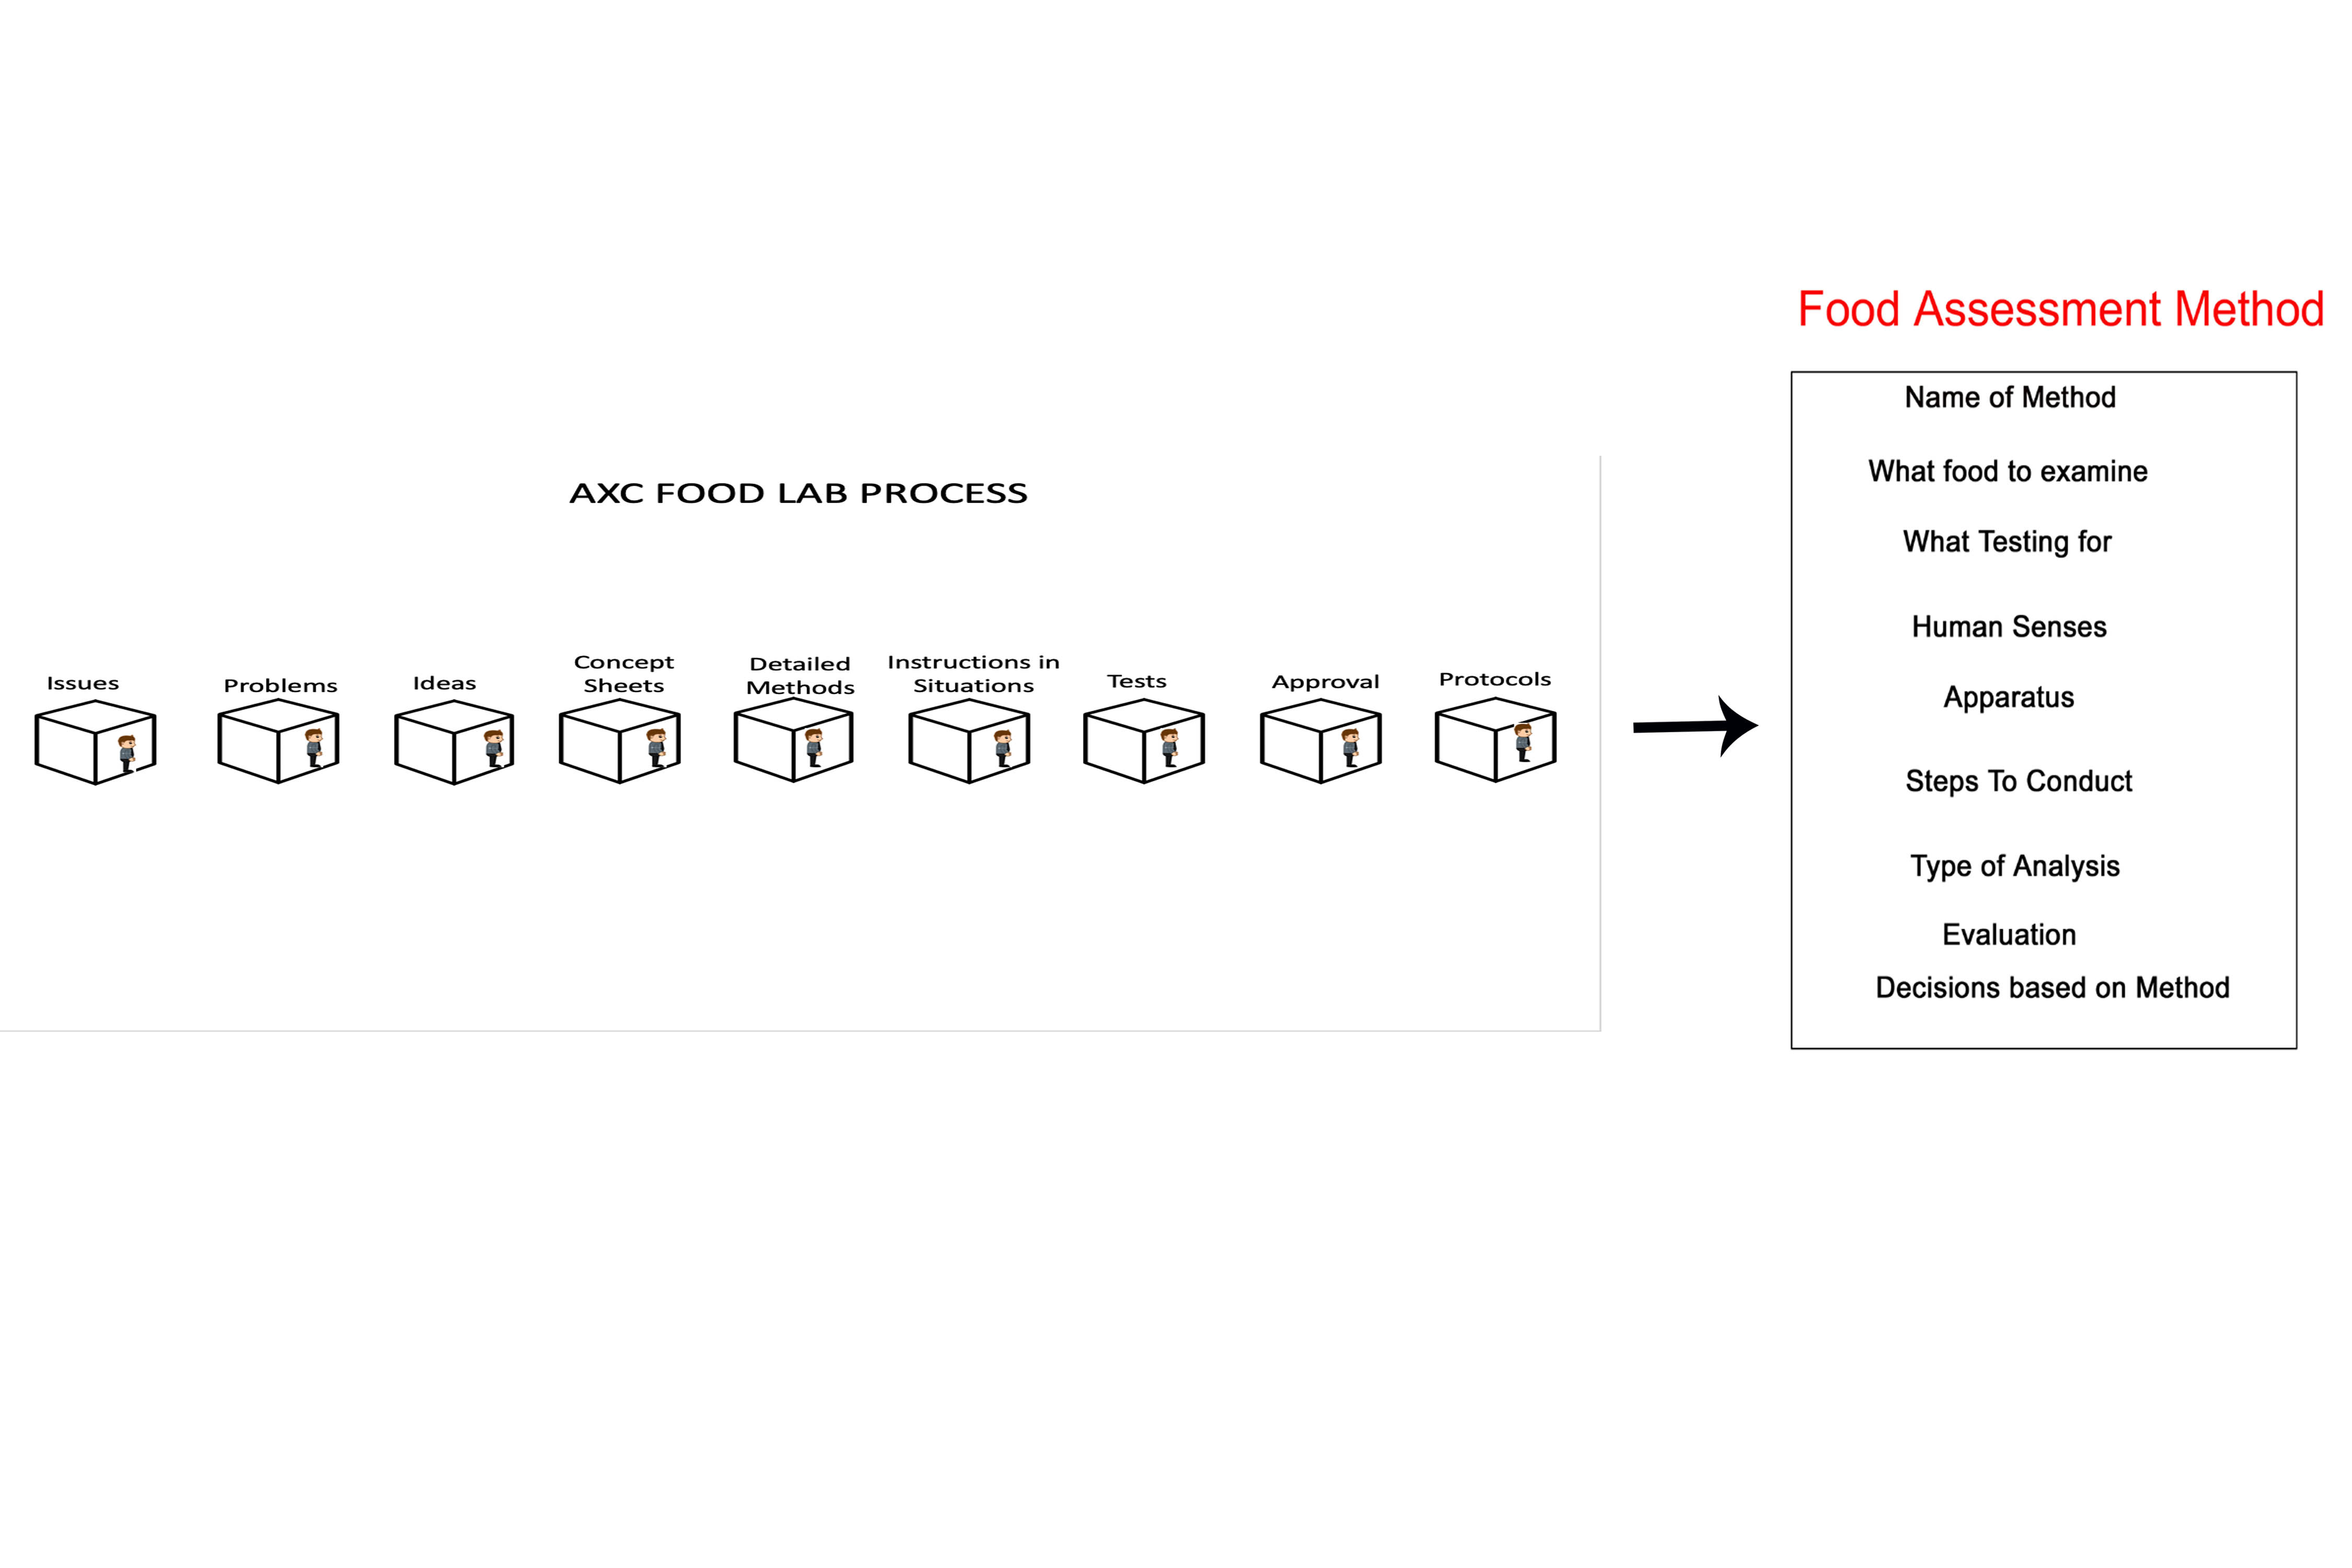 Food Assessment Method
Name of Method
What food to examine
What Testing for
Human Senses
Apparatus
Steps To Conduct
Type of Analysis
Evaluation
Decisions based on Method
AXC FOOD LAB PROCESS
Issues
Problems
Ideas
Concept
Sheets
Detailed
Methods
Instructions in
Situations
Tests
Approval
Protocols